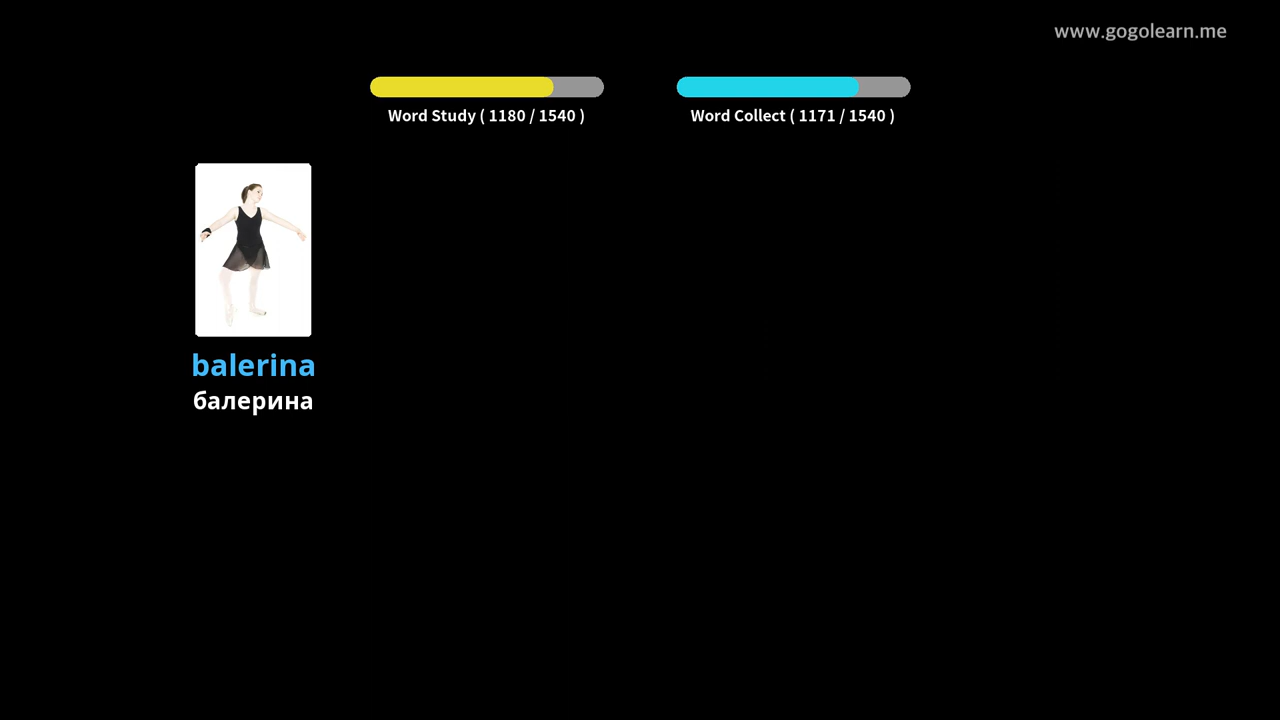 www.gogolearn.me
Word Study ( 1180 / 1540 )
Word Collect ( 1171 / 1540 )
balerina
балерина